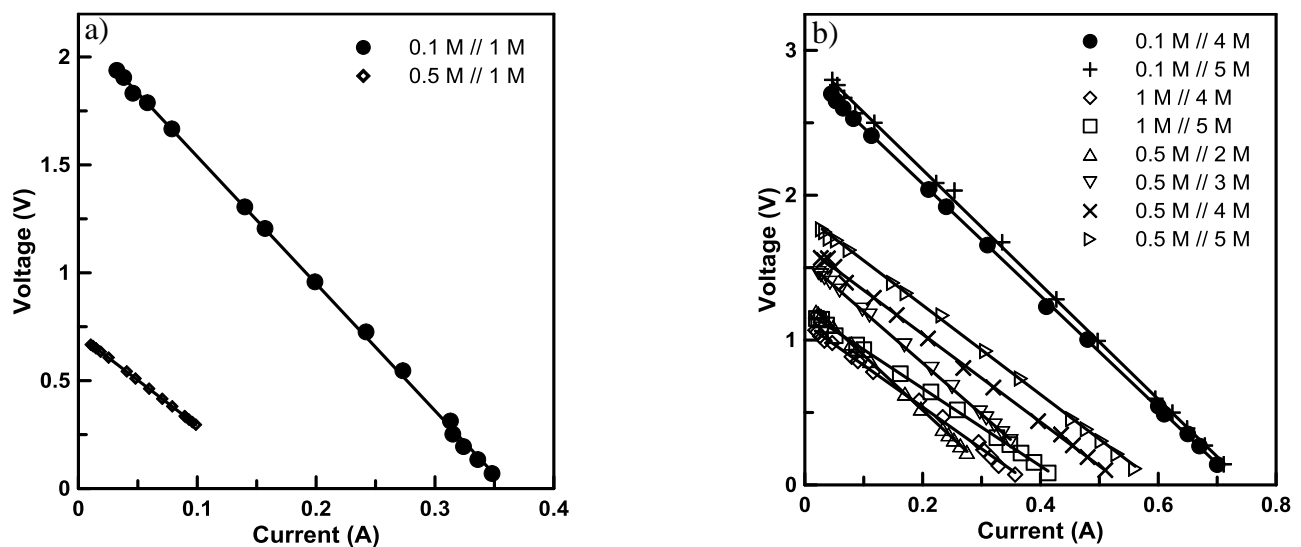 a)
0.1 M // 1 M
0.5 M // 1 M
2
1.5
1
0.5
0
Voltage (V)
0
0.1
0.2
0.3
0.4
Current (A)
b)
0.1 M // 4 M
0.1 M // 5 M
1 M // 4 M
1 M // 5 M
0.5 M // 2 M
0.5 M // 3 M
0.5 M // 4 M
0.5 M // 5 M
3
2
1
0
Voltage (V)
0
0.2
0.4
0.6
0.8
Current (A)